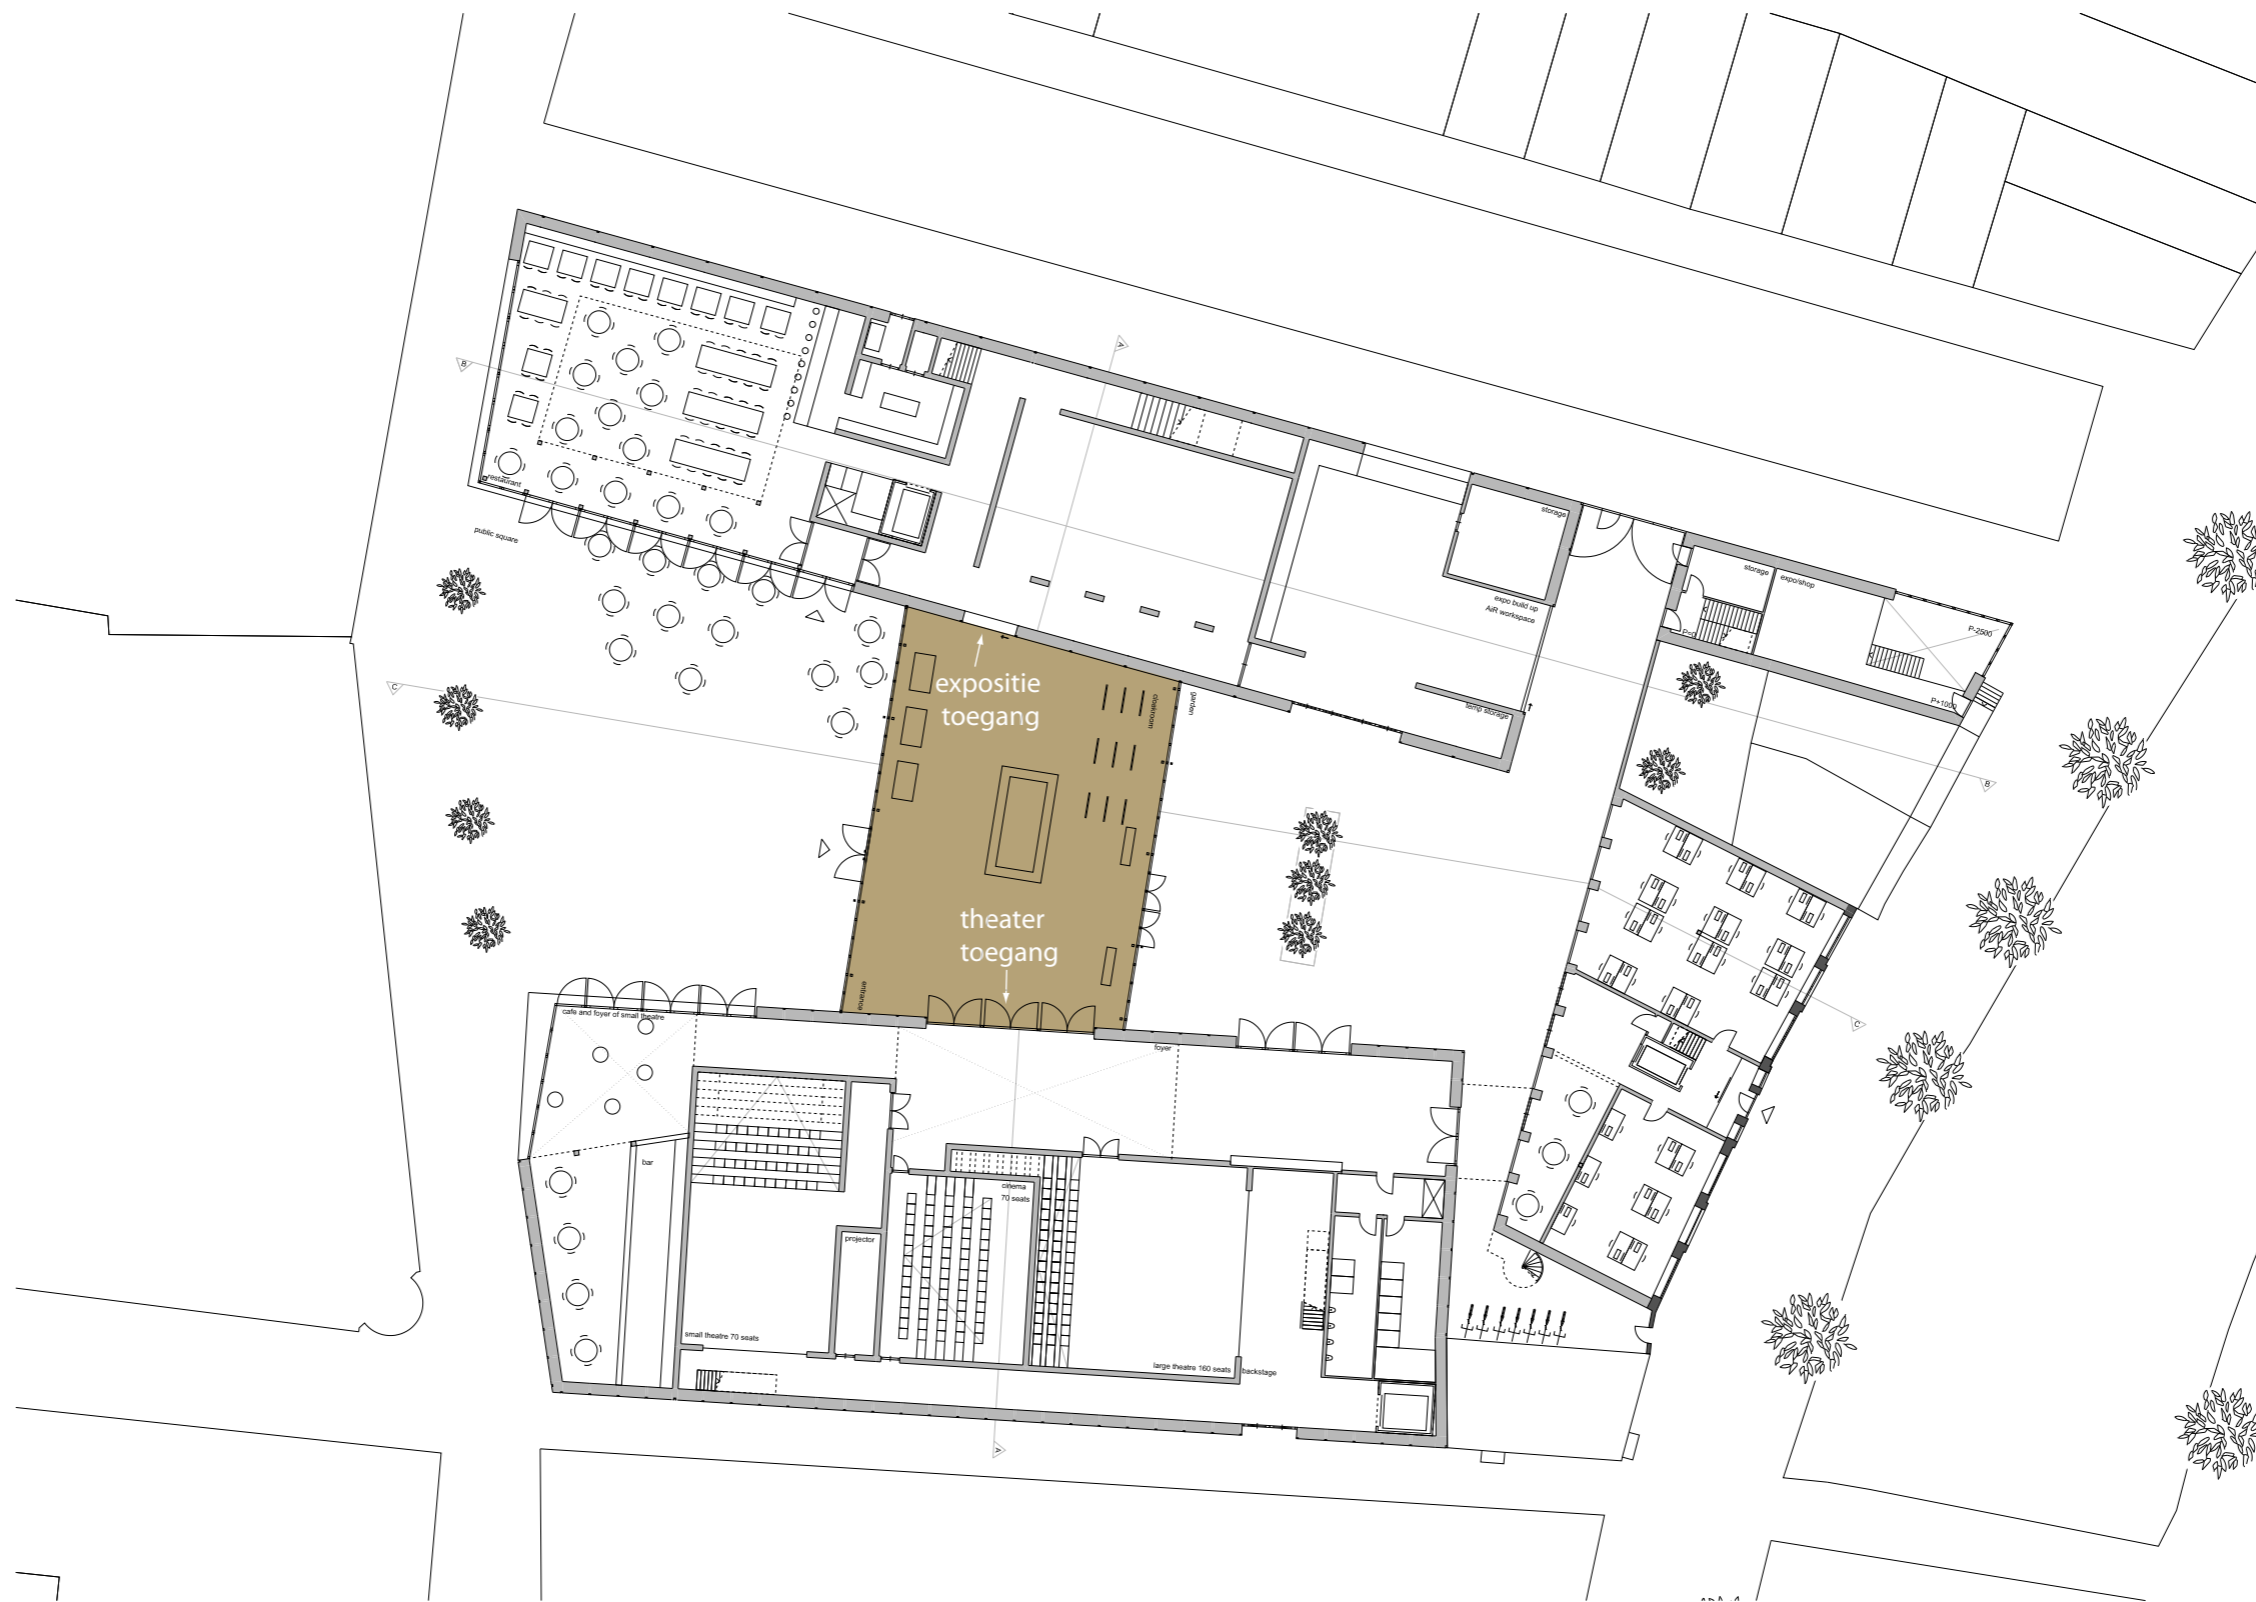 A
B
restaurant
public square
storage
expo build up
AiR workspace
storage
expo/shop
P=0
P-2500
P+1000
temp storage
C
garden
cloakroom
expositie
toegang
B
theater
toegang
entrance
C
cafe and foyer of small theatre
foyer
bar
cinema
70 seats
projector
small theatre 70 seats
large theatre 160 seats
backstage
A